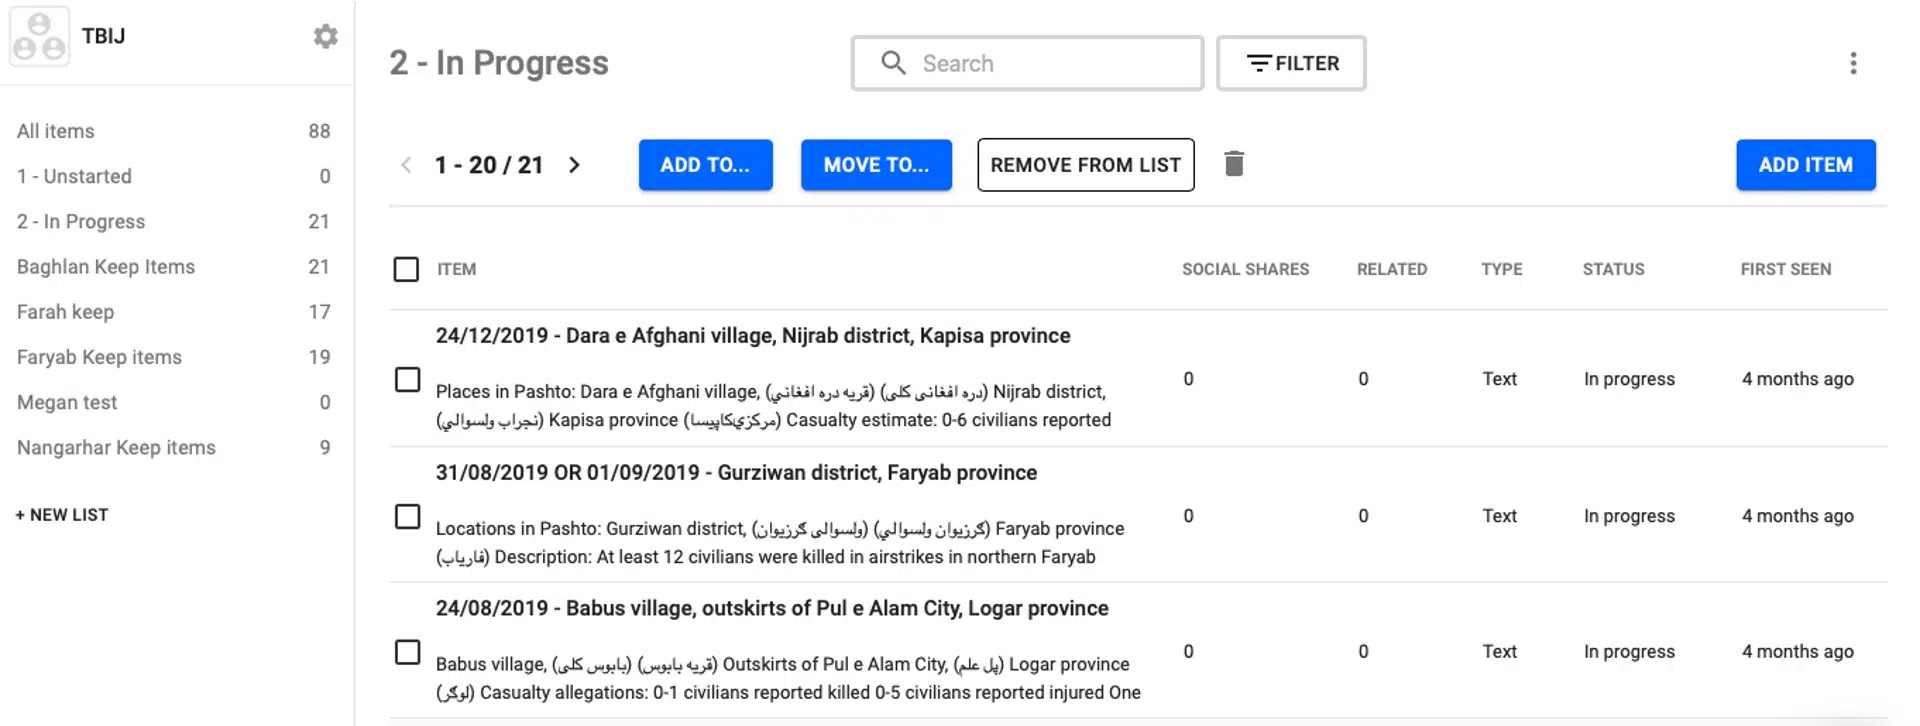 TBIJ
All items 88
1 - Unstarted 0
2 - In Progress 21
Baghlan Keep Items 21
Farah keep 17
Faryab Keep items 19
Megan test 0
Nangarhar Keep items 9
+ NEW LIST
2 - In Progress
Search
FILTER
1 - 20 / 21
ADD TO...
MOVE TO...
REMOVE FROM LIST
ADD ITEM
ITEM SOCIAL SHARES RELATED TYPE STATUS FIRST SEEN
24/12/2019 - Dara e Afghani village, Nijrab district, Kapisa province
Places in Pashto: Dara e Afghani village, (قریه دره افغاني) (دره افغانی کلی) Nijrab district,
(نجراب ولسوالي) Kapisa province (مرکزيکاپیسا) Casualty estimate: 0-6 civilians reported
0 0 Text In progress 4 months ago
31/08/2019 OR 01/09/2019 - Gurziwan district, Faryab province
Locations in Pashto: Gurziwan district, (ولسوالی ګرزیوان) (ګرزیوان ولسوالي) Faryab province
(فاریاب) Description: At least 12 civilians were killed in airstrikes in northern Faryab
0 0 Text In progress 4 months ago
24/08/2019 - Babus village, outskirts of Pul e Alam City, Logar province
Babus village, (بابوس کلی) (قریه بابوس) Outskirts of Pul e Alam City, (پل علم) Logar province
(لوګر) Casualty allegations: 0-1 civilians reported killed 0-5 civilians reported injured One
0 0 Text In progress 4 months ago